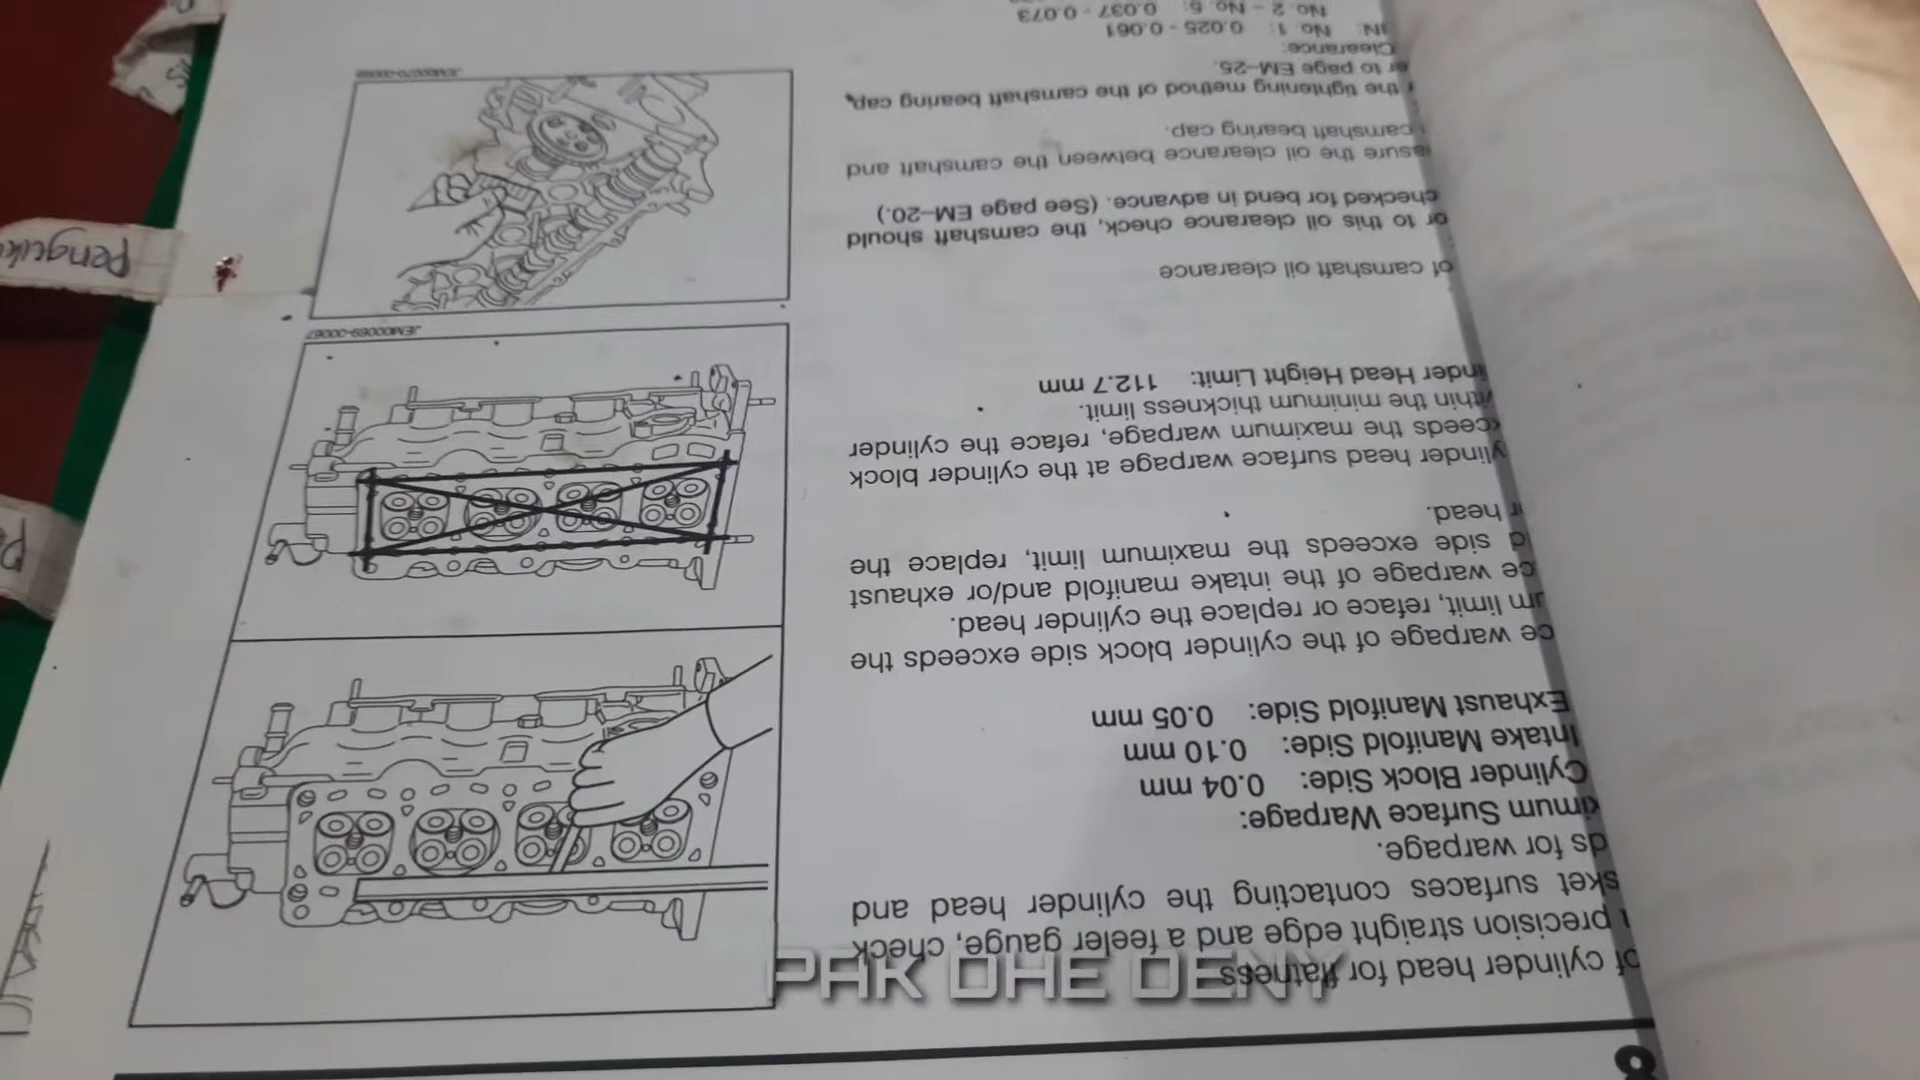 8
of cylinder head for flatness
precision straight edge and a feeler gauge, check
sket surfaces contacting the cylinder head and
ds for warpage.
imum Surface Warpage:
Cylinder Block Side: 0.04 mm
Intake Manifold Side: 0.10 mm
Exhaust Manifold Side: 0.05 mm
ce warpage of the cylinder block side exceeds the
um limit, reface or replace the cylinder head.
ce warpage of the intake manifold and/or exhaust
d side exceeds the maximum limit, replace the
r head.
ylinder head surface warpage at the cylinder block
xceeds the maximum warpage, reface the cylinder
within the minimum thickness limit.
inder Head Height Limit: 112.7 mm
of camshaft oil clearance
or to this oil clearance check, the camshaft should
checked for bend in advance. (See page EM–20.)
asure the oil clearance between the camshaft and
camshaft bearing cap.
r the tightening method of the camshaft bearing cap,
er to page EM–25.
Clearance:
IN: No. 1: 0.025 - 0.061
No. 2 – No. 5: 0.037 - 0.073
JEM00069-00067
PAK DHE DENY